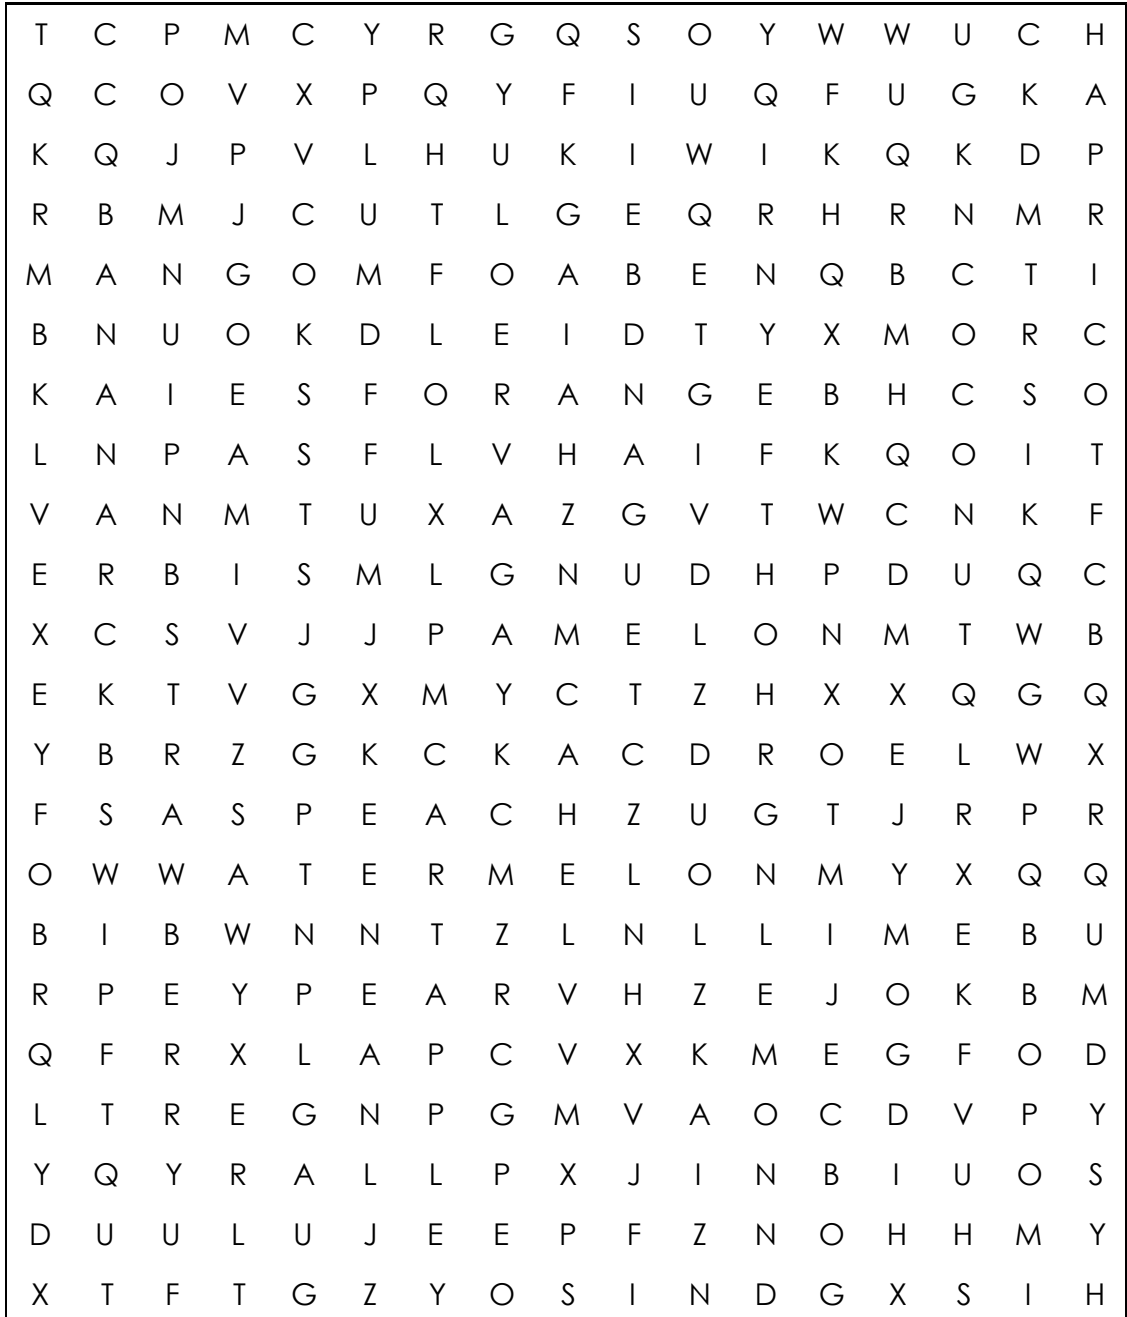 T C P M C Y R G Q S O Y W W U C H
Q C O V X P Q Y F I U Q F U G K A
K Q J P V L H U K I W I K Q K D P
R B M J C U T L G E Q R H R N M R
M A N G O M F O A B E N Q B C T I
B N U O K D L E I D T Y X M O R C
K A I E S F O R A N G E B H C S O
L N P A S F L V H A I F K Q O I T
V A N M T U X A Z G V T W C N K F
E R B I S M L G N U D H P D U Q C
X C S V J J P A M E L O N M T W B
E K T V G X M Y C T Z H X X Q G Q
Y B R Z G K C K A C D R O E L W X
F S A S P E A C H Z U G T J R P R
O W W A T E R M E L O N M Y X Q Q
B I B W N N T Z L N L L I M E B U
R P E Y P E A R V H Z E J O K B M
Q F R X L A P C V X K M E G F O D
L T R E G N P G M V A O C D V P Y
Y Q Y R A L L P X J I N B I U O S
D U U L U J E E P F Z N O H H M Y
X T F T G Z Y O S I N D G X S I H